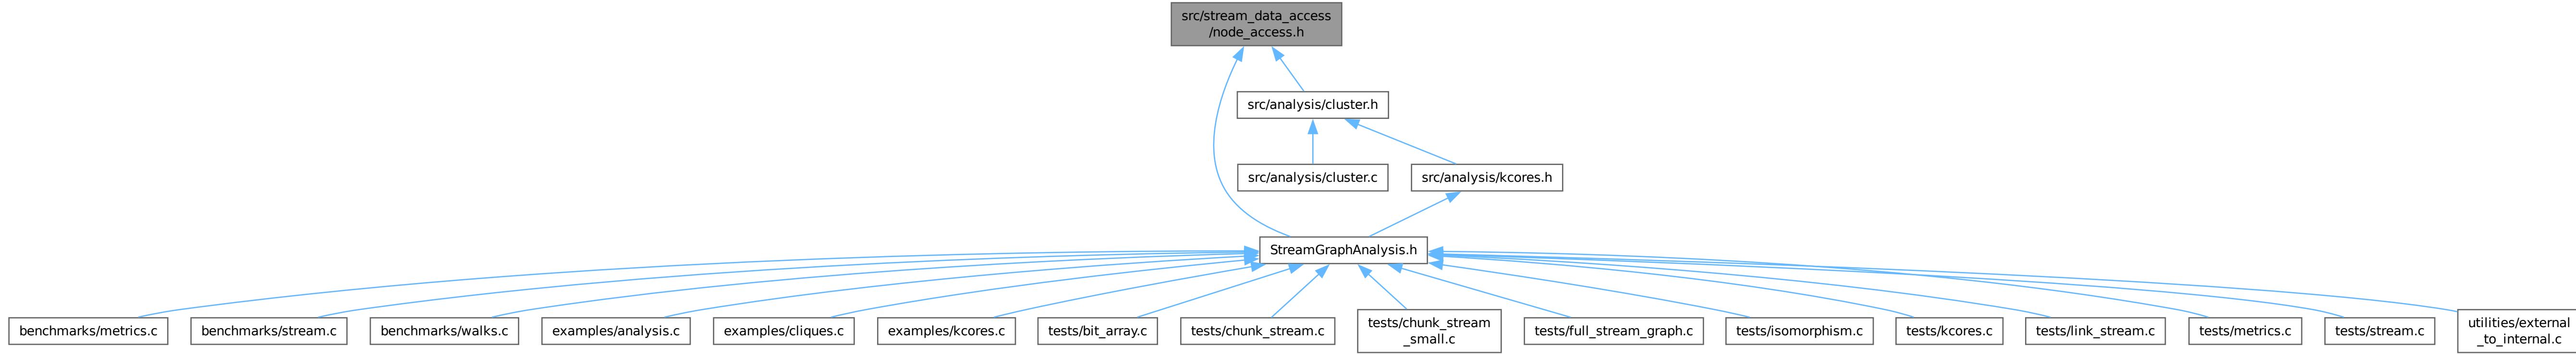 src/stream_data_access
/node_access.h
src/analysis/cluster.h
src/analysis/cluster.c
src/analysis/kcores.h
StreamGraphAnalysis.h
benchmarks/metrics.c
benchmarks/stream.c
benchmarks/walks.c
examples/analysis.c
examples/cliques.c
examples/kcores.c
tests/bit_array.c
tests/chunk_stream.c
tests/chunk_stream
_small.c
tests/full_stream_graph.c
tests/isomorphism.c
tests/kcores.c
tests/link_stream.c
tests/metrics.c
tests/stream.c
utilities/external
_to_internal.c